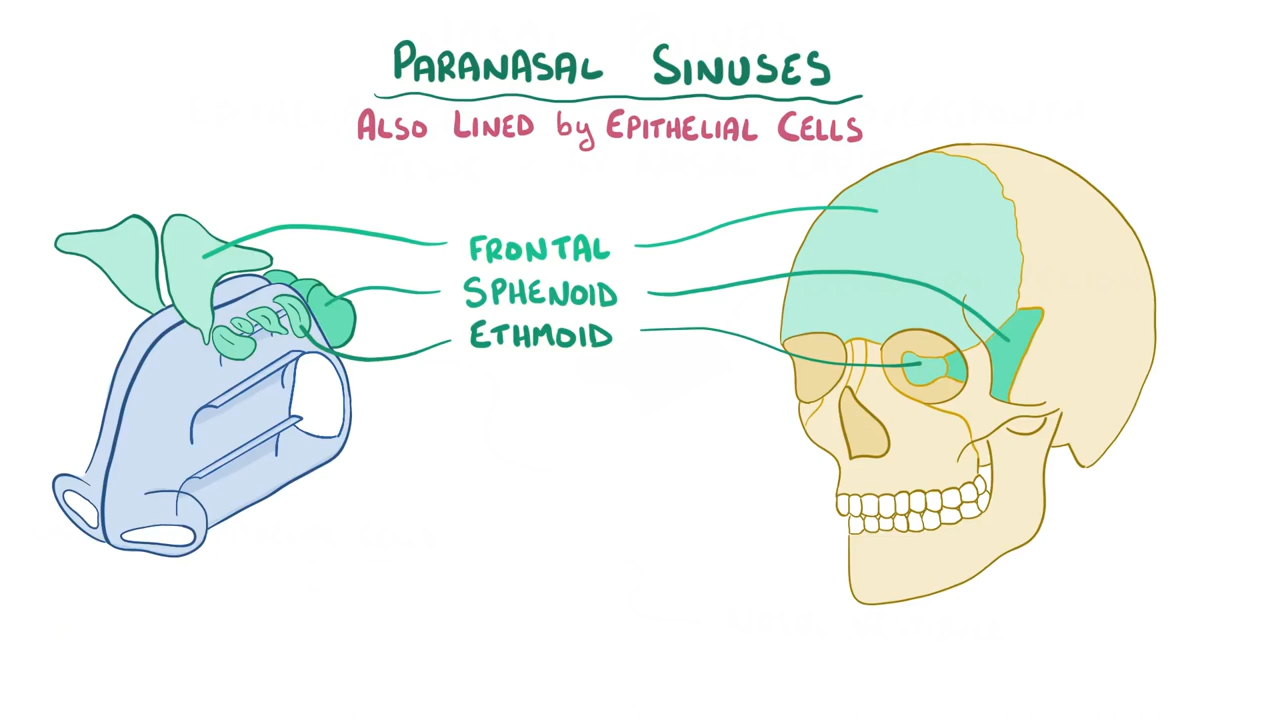 PARANASAL SINUSES
ALSO LINED by EPITHELIAL CELLS
FRONTAL
SPHENOID
ETHMOID